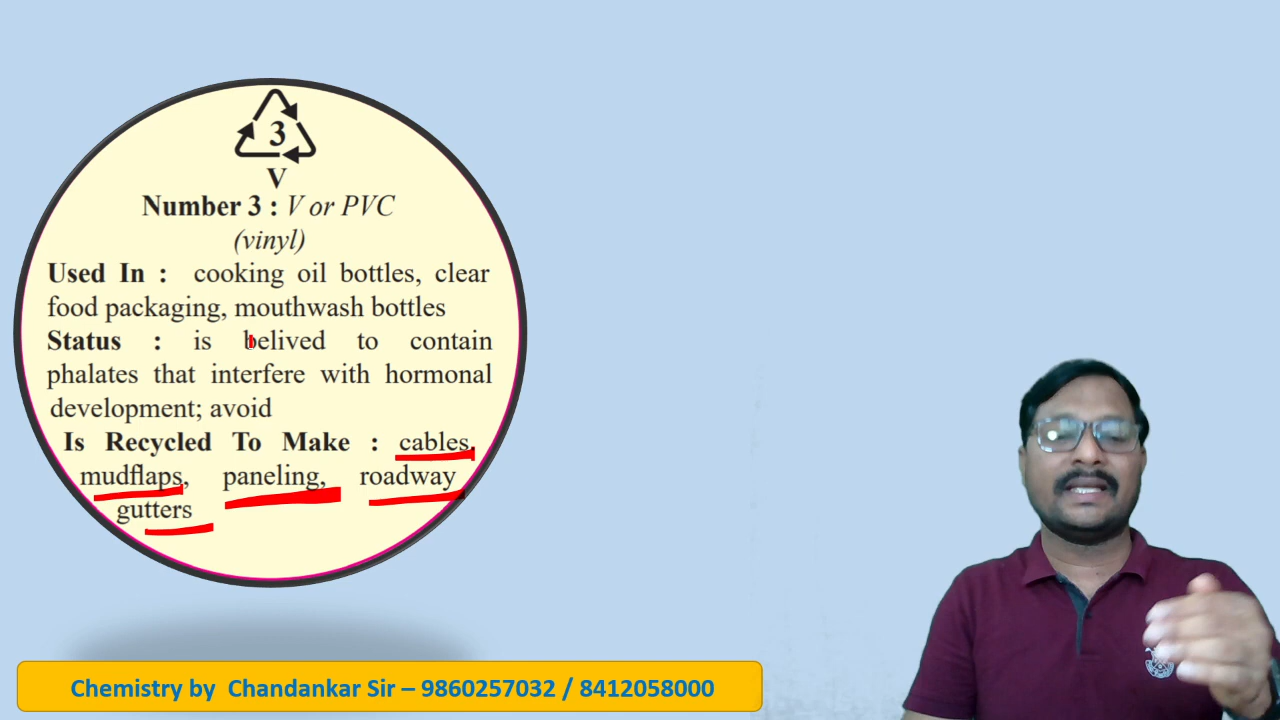 3
V
Number 3 : V or PVC
(vinyl)
Used In : cooking oil bottles, clear
food packaging, mouthwash bottles
Status : is belived to contain
phalates that interfere with hormonal
development; avoid
Is Recycled To Make : cables,
mudflaps, paneling, roadway
gutters
Chemistry by Chandankar Sir – 9860257032 / 8412058000